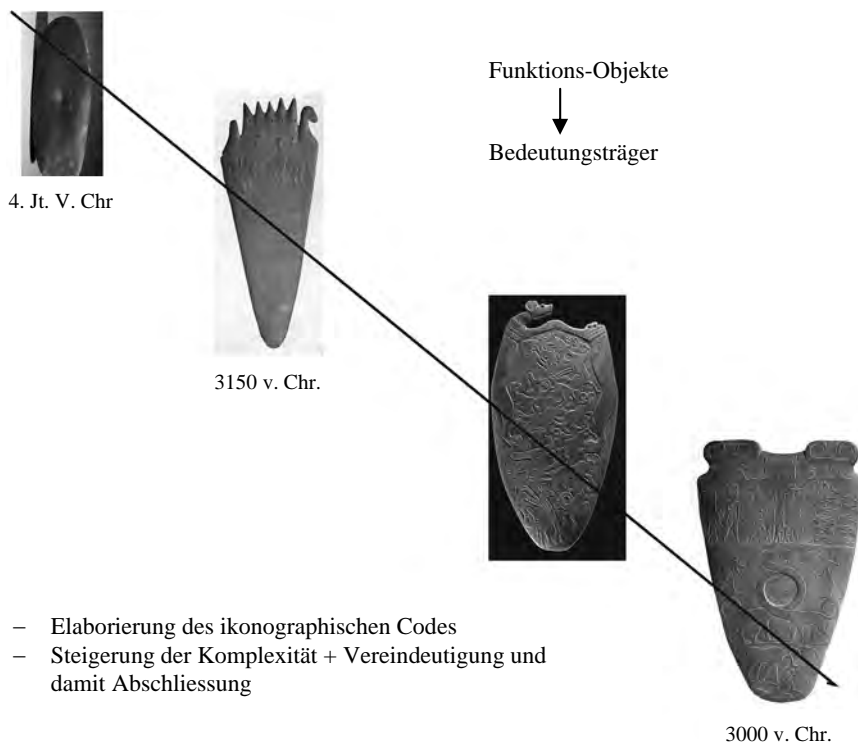 Funktions-Objekte
Bedeutungsträger
4. Jt. V. Chr
3150 v. Chr.
– Elaborierung des ikonographischen Codes
– Steigerung der Komplexität + Vereindeutigung und
damit Abschliessung
3000 v. Chr.